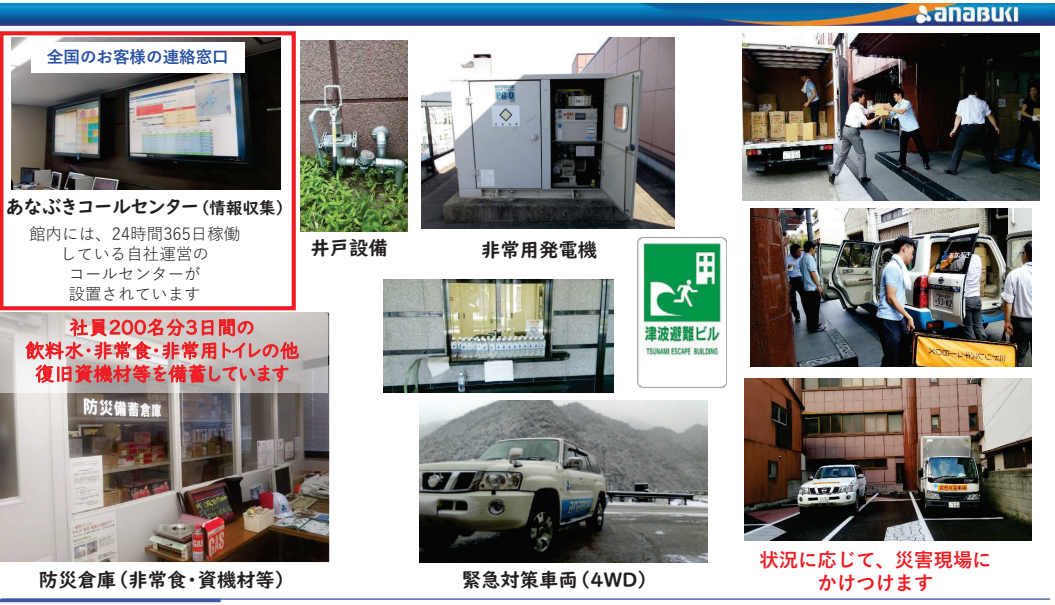 anabuki
全国のお客様の連絡窓口
あなぶきコールセンター(情報収集)
館内には、24時間365日稼働
している自社運営の
コールセンターが
設置されています
井戸設備
非常用発電機
津波避難ビル
TSUNAMI ESCAPE BUILDING
社員200名分3日間の
飲料水・非常食・非常用トイレの他
復旧資機材等を備蓄しています
防災備蓄倉庫
GAS
GAS
防災倉庫(非常食・資機材等)
緊急対策車両(4WD)
状況に応じて、災害現場に
かけつけます